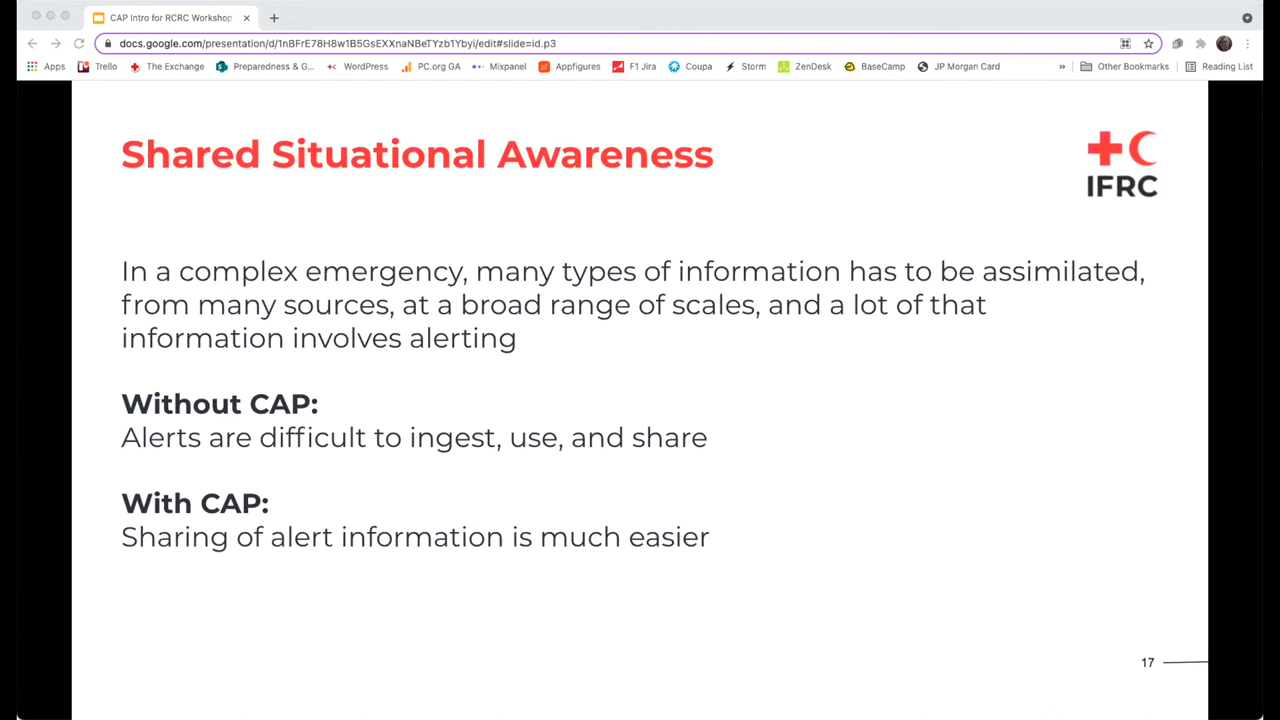 CAP Intro for RCRC Workshop
docs.google.com/presentation/d/1nBFrE78H8w1B5GsEXXnaNBeTYzb1Ybyi/edit#slide=id.p3
Apps Trello The Exchange Preparedness & G... WordPress PC.org GA Mixpanel Appfigures F1 Jira Coupa Storm ZenDesk BaseCamp JP Morgan Card » Other Bookmarks Reading List
Shared Situational Awareness
IFRC
In a complex emergency, many types of information has to be assimilated,
from many sources, at a broad range of scales, and a lot of that
information involves alerting
Without CAP:
Alerts are difficult to ingest, use, and share
With CAP:
Sharing of alert information is much easier
17